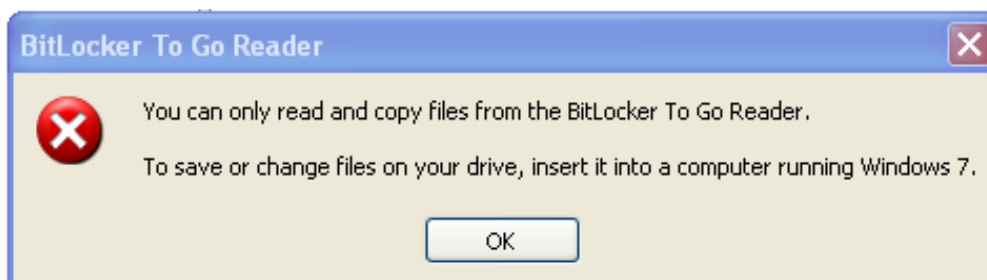 BitLocker To Go Reader
You can only read and copy files from the BitLocker To Go Reader.
To save or change files on your drive, insert it into a computer running Windows 7.
OK